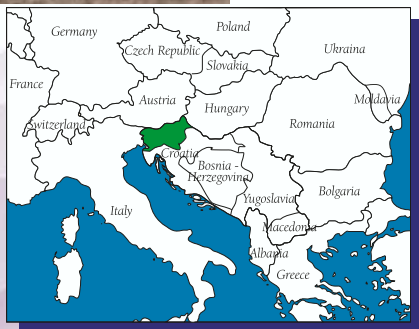 Germany
Poland
Czech Republic
Ukraina
Slovakia
France
Austria
Hungary
Moldavia
Switzerland
Romania
Croatia
Bosnia -
Herzegovina
Bolgaria
Yugoslavia
Italy
Macedonia
Albania
Greece